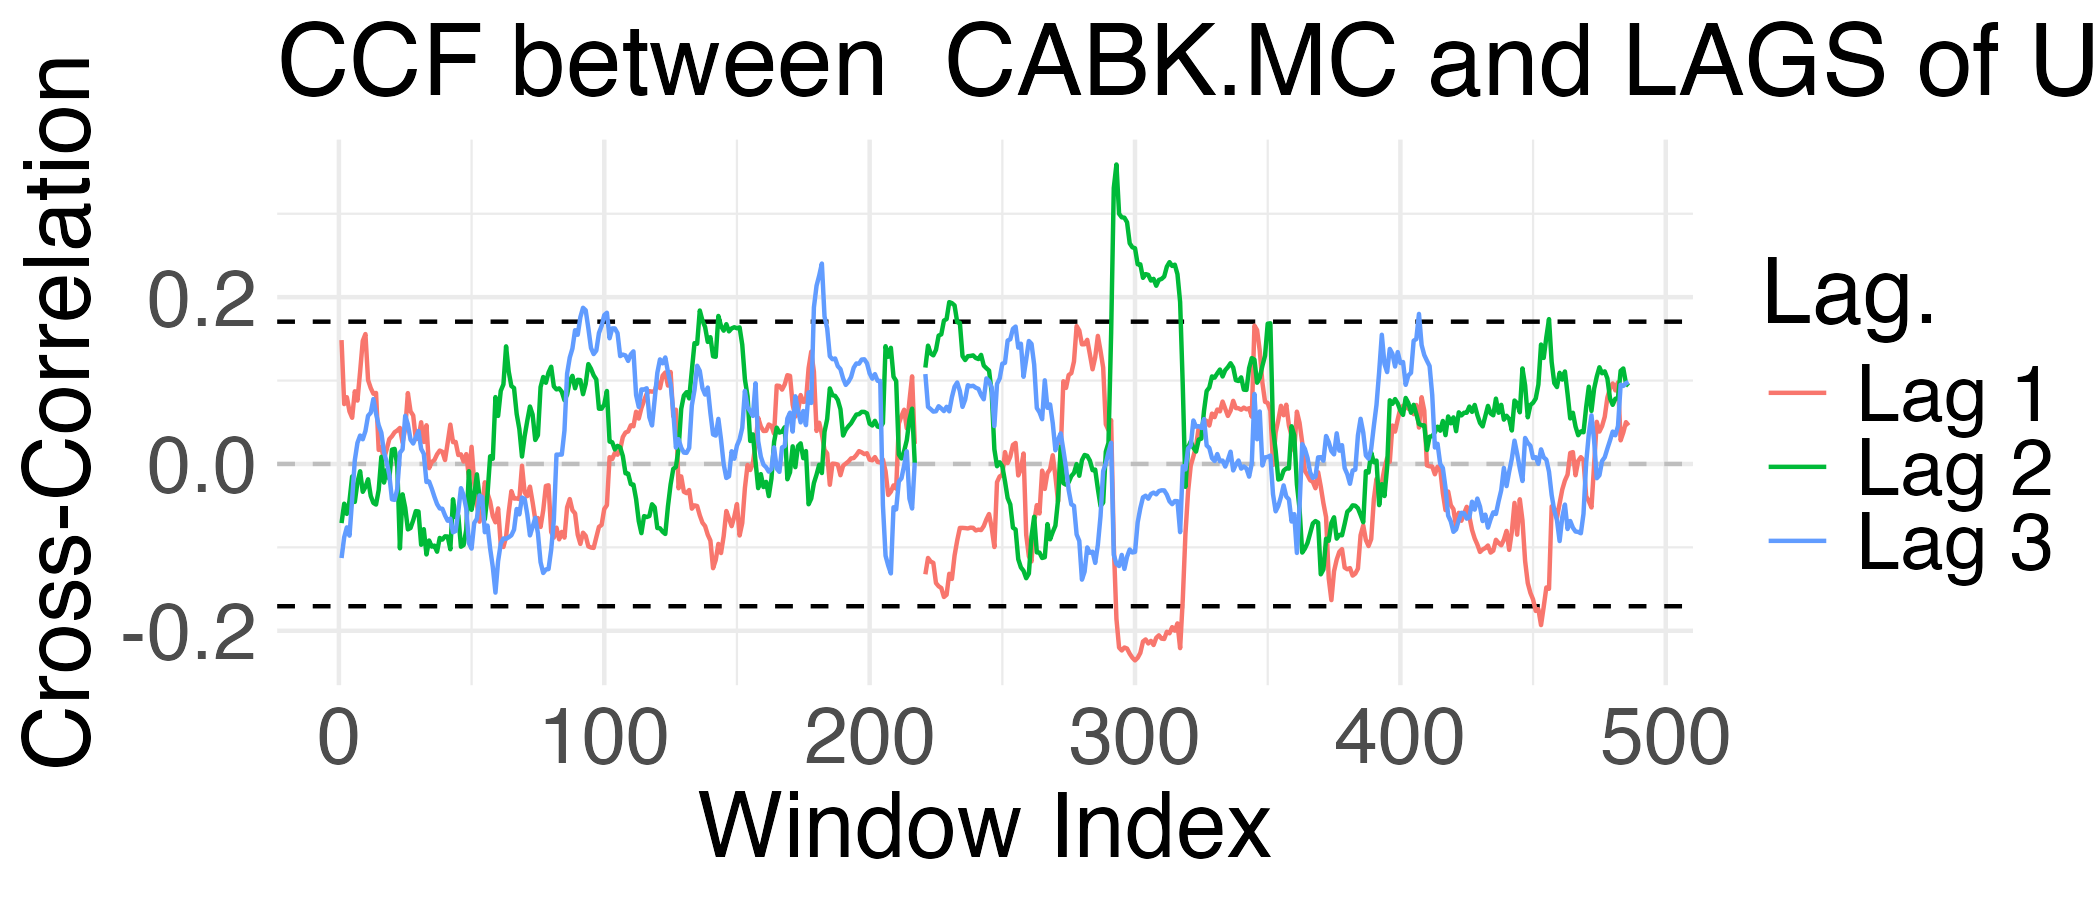 CCF between  CABK.MC and LAGS of U
Cross-Correlation
0.2
0.0
-0.2
0 100 200 300 400 500
Window Index
Lag.
Lag 1
Lag 2
Lag 3